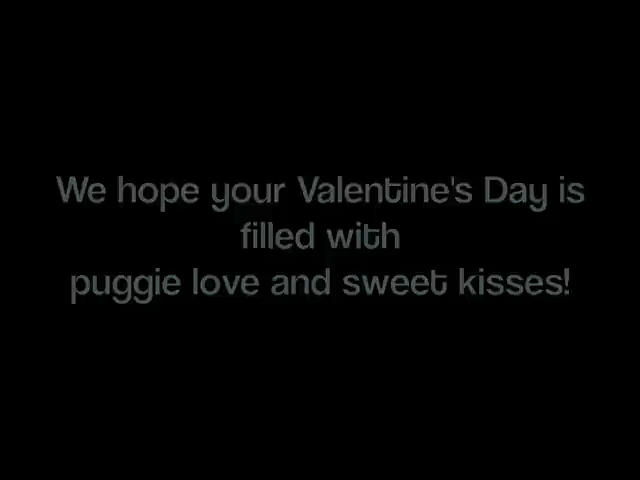 We hope your Valentine's Day is
filled with
puggie love and sweet kisses!